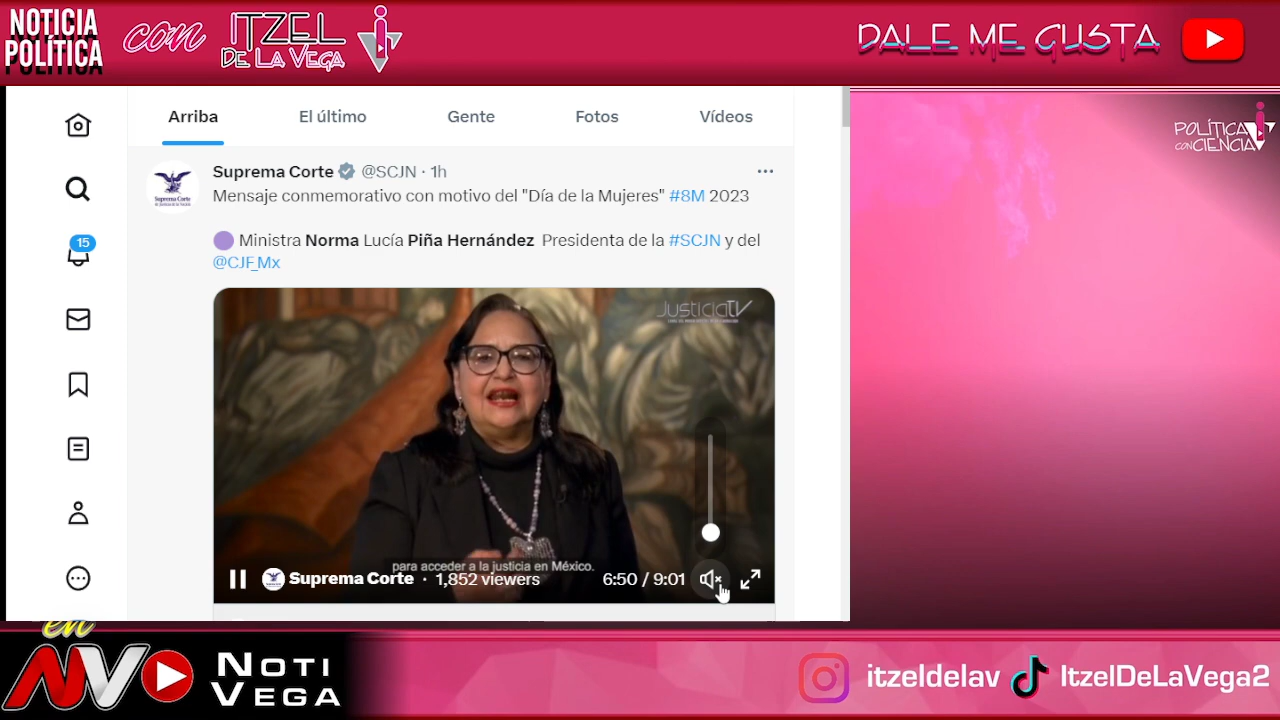 NOTICIA
POLÍTICA
con
ITZEL
DE LA VEGA
DALE ME GUSTA
Arriba
El último
Gente
Fotos
Vídeos
POLÍTICA
CON CIENCIA
Suprema Corte @SCJN · 1h
Mensaje conmemorativo con motivo del "Día de la Mujeres" #8M 2023
15
Ministra Norma Lucía Piña Hernández Presidenta de la #SCJN y del
@CJF_Mx
JusticiaTV
para acceder a la justicia en México.
Suprema Corte · 1,852 viewers
6:50 / 9:01
en
NV
NOTI
VEGA
itzeldelav
ItzelDeLaVega2